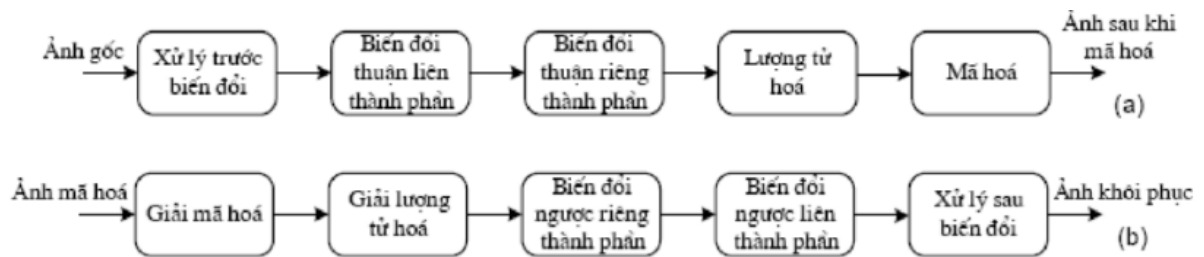 Ảnh gốc
Xử lý trước
biến đổi
Biến đổi
thuận liên
thành phần
Biến đổi
thuận riêng
thành phần
Lượng tử
hoá
Mã hoá
Ảnh sau khi
mã hoá
(a)
Ảnh mã hoá
Giải mã hoá
Giải lượng
tử hoá
Biến đổi
ngược riêng
thành phần
Biến đổi
ngược liên
thành phần
Xử lý sau
biến đổi
Ảnh khôi phục
(b)